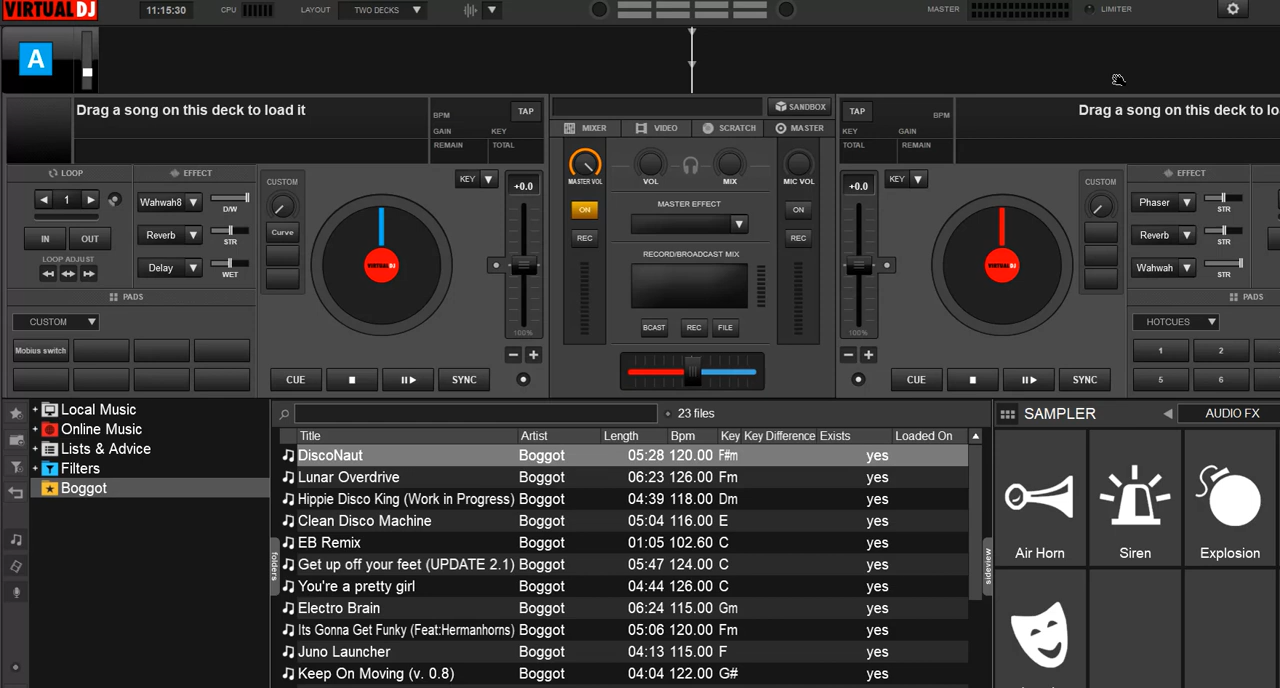 VIRTUAL DJ 11:15:30 CPU LAYOUT TWO DECKS MASTER LIMITER
A
Drag a song on this deck to load it
BPM TAP
GAIN KEY
REMAIN TOTAL
SANDBOX
MIXER VIDEO SCRATCH MASTER
TAP BPM
KEY GAIN
TOTAL REMAIN
Drag a song on this deck to lo
LOOP EFFECT
1
IN OUT
LOOP ADJUST
Wahwah8 D/W
Reverb STR
Delay WET
PADS
CUSTOM
Mobius switch
CUSTOM
Curve
VIRTUAL DJ
KEY +0.0
100%
CUE SYNC
MASTER VOL VOL MIX MIC VOL
ON MASTER EFFECT ON
REC REC
RECORD/BROADCAST MIX
BCAST REC FILE
+0.0 KEY
100%
VIRTUAL DJ
CUE SYNC
CUSTOM
EFFECT
Phaser STR
Reverb STR
Wahwah STR
PADS
HOTCUES
1 2
5 6
Local Music
Online Music
Lists & Advice
Filters
Boggot
folders
23 files
Title Artist Length Bpm Key Key Difference Exists Loaded On
DiscoNaut Boggot 05:28 120.00 F#m yes
Lunar Overdrive Boggot 06:23 126.00 Fm yes
Hippie Disco King (Work in Progress) Boggot 04:39 118.00 Dm yes
Clean Disco Machine Boggot 05:04 116.00 E yes
EB Remix Boggot 01:05 102.60 C yes
Get up off your feet (UPDATE 2.1) Boggot 05:47 124.00 C yes
You're a pretty girl Boggot 04:44 126.00 C yes
Electro Brain Boggot 06:24 115.00 Gm yes
Its Gonna Get Funky (Feat:Hermanhorns) Boggot 05:06 120.00 Fm yes
Juno Launcher Boggot 04:13 115.00 F yes
Keep On Moving (v. 0.8) Boggot 04:04 122.00 G# yes
sideview
SAMPLER AUDIO FX
Air Horn Siren Explosion